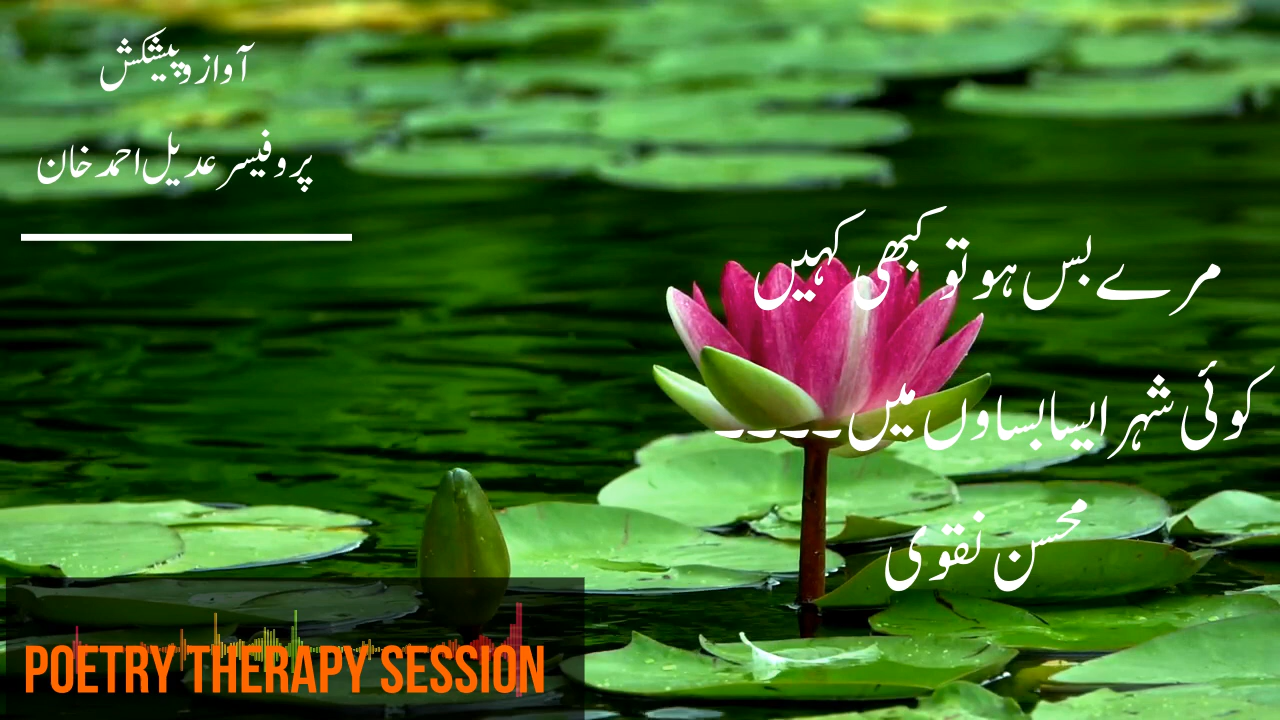 آواز و پیشکش
پروفیسر عدیل احمد خان
مرے بس ہو تو کبھی کہیں
کوئی شہر ایسا بساوں میں ----
محسن نقوی
POETRY THERAPY SESSION